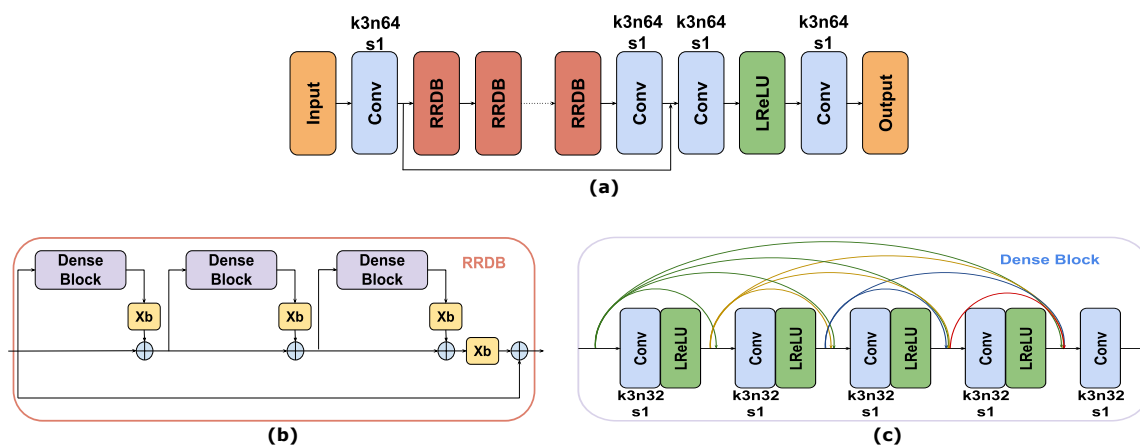 k3n64
s1
k3n64
s1
k3n64
s1
k3n64
s1
Input
Conv
RRDB
RRDB
RRDB
Conv
Conv
LReLU
Conv
Output
(a)
Dense
Block
Dense
Block
Dense
Block
RRDB
Xb
Xb
Xb
Xb
(b)
Dense Block
Conv
LReLU
Conv
LReLU
Conv
LReLU
Conv
LReLU
Conv
k3n32
s1
k3n32
s1
k3n32
s1
k3n32
s1
k3n32
s1
(c)